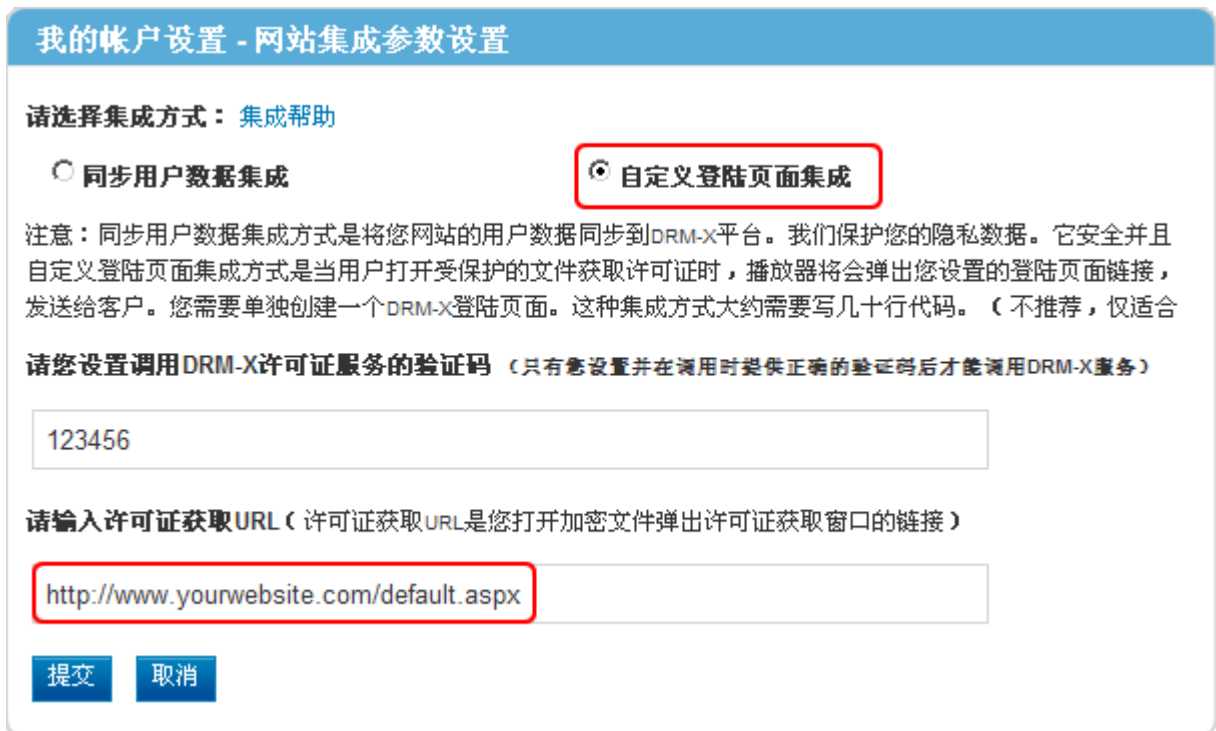 我的帐户设置 - 网站集成参数设置
请选择集成方式： 集成帮助
同步用户数据集成 自定义登陆页面集成
注意：同步用户数据集成方式是将您网站的用户数据同步到DRM-X平台。我们保护您的隐私数据。它安全并且
自定义登陆页面集成方式是当用户打开受保护的文件获取许可证时，播放器将会弹出您设置的登陆页面链接，
发送给客户。您需要单独创建一个DRM-X登陆页面。这种集成方式大约需要写几十行代码。（不推荐，仅适合
请您设置调用DRM-X许可证服务的验证码 （只有您设置并在调用时提供正确的验证码后才能调用DRM-X服务）
123456
请输入许可证获取URL（许可证获取URL是您打开加密文件弹出许可证获取窗口的链接）
http://www.yourwebsite.com/default.aspx
提交 取消